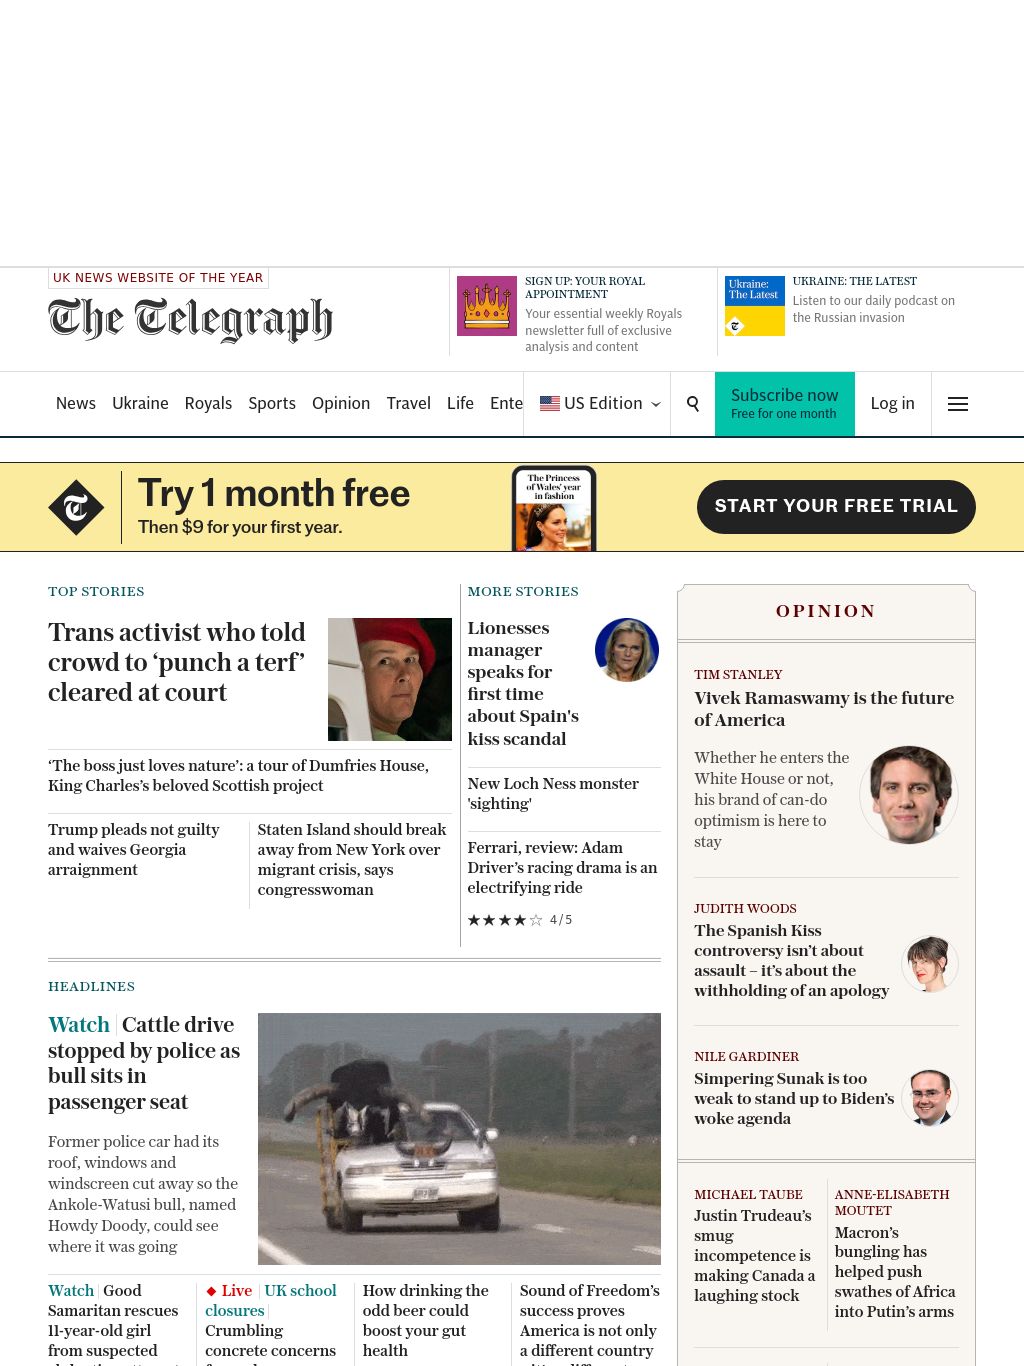 UK NEWS WEBSITE OF THE YEAR
The Telegraph
SIGN UP: YOUR ROYAL
APPOINTMENT
Your essential weekly Royals
newsletter full of exclusive
analysis and content
Ukraine:
The Latest
UKRAINE: THE LATEST
Listen to our daily podcast on
the Russian invasion
News Ukraine Royals Sports Opinion Travel Life Ente
US Edition
Subscribe now
Free for one month
Log in
Try 1 month free
Then $9 for your first year.
The Princess
of Wales' year
in fashion
START YOUR FREE TRIAL
TOP STORIES
Trans activist who told
crowd to ‘punch a terf’
cleared at court
‘The boss just loves nature’: a tour of Dumfries House,
King Charles’s beloved Scottish project
Trump pleads not guilty
and waives Georgia
arraignment
Staten Island should break
away from New York over
migrant crisis, says
congresswoman
MORE STORIES
Lionesses
manager
speaks for
first time
about Spain's
kiss scandal
New Loch Ness monster
'sighting'
Ferrari, review: Adam
Driver’s racing drama is an
electrifying ride
★★★★☆ 4/5
HEADLINES
Watch Cattle drive
stopped by police as
bull sits in
passenger seat
Former police car had its
roof, windows and
windscreen cut away so the
Ankole-Watusi bull, named
Howdy Doody, could see
where it was going
Watch Good
Samaritan rescues
11-year-old girl
from suspected
Live UK school
closures
Crumbling
concrete concerns
How drinking the
odd beer could
boost your gut
health
Sound of Freedom’s
success proves
America is not only
a different country
OPINION
TIM STANLEY
Vivek Ramaswamy is the future
of America
Whether he enters the
White House or not,
his brand of can-do
optimism is here to
stay
JUDITH WOODS
The Spanish Kiss
controversy isn’t about
assault – it’s about the
withholding of an apology
NILE GARDINER
Simpering Sunak is too
weak to stand up to Biden’s
woke agenda
MICHAEL TAUBE
Justin Trudeau’s
smug
incompetence is
making Canada a
laughing stock
ANNE-ELISABETH
MOUTET
Macron’s
bungling has
helped push
swathes of Africa
into Putin’s arms